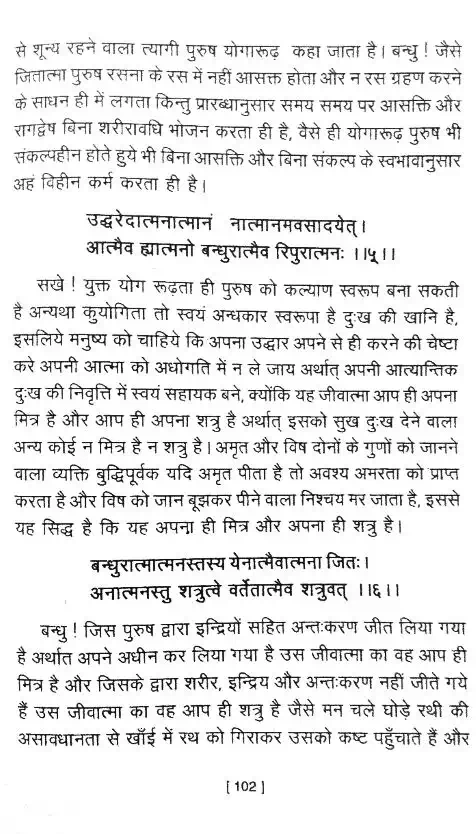 से शून्य रहने वाला त्यागी पुरुष योगारूढ़ कहा जाता है। बन्धु ! जैसे
जितात्मा पुरुष रसना के रस में नहीं आसक्त होता और न रस ग्रहण करने
के साधन ही में लगता किन्तु प्रारब्धानुसार समय समय पर आसक्ति और
रागद्वेष बिना शरीरावधि भोजन करता ही है, वैसे ही योगारूढ़ पुरुष भी
संकल्पहीन होते हुये भी बिना आसक्ति और बिना संकल्प के स्वभावानुसार
अहं विहीन कर्म करता ही है।
उद्धरेदात्मनात्मानं नात्मानमवसादयेत्।
आत्मैव ह्यात्मनो बन्धुरात्मैव रिपुरात्मनः ।।५।।
सखे ! युक्त योग रूढ़ता ही पुरुष को कल्याण स्वरूप बना सकती
है अन्यथा कुयोगिता तो स्वयं अन्धकार स्वरूपा है दुःख की खानि है,
इसलिये मनुष्य को चाहिये कि अपना उद्धार अपने से ही करने की चेष्टा
करे अपनी आत्मा को अधोगति में न ले जाय अर्थात् अपनी आत्यान्तिक
दुःख की निवृत्ति में स्वयं सहायक बने, क्योंकि यह जीवात्मा आप ही अपना
मित्र है और आप ही अपना शत्रु है अर्थात् इसको सुख दुःख देने वाला
अन्य कोई न मित्र है न शत्रु है। अमृत और विष दोनों के गुणों को जानने
वाला व्यक्ति बुद्धिपूर्वक यदि अमृत पीता है तो अवश्य अमरता को प्राप्त
करता है और विष को जान बूझकर पीने वाला निश्चय मर जाता है, इससे
यह सिद्ध है कि यह अपना ही मित्र और अपना ही शत्रु है।
बन्धुरात्मात्मनस्तस्य येनात्मैवात्मना जितः।
अनात्मनस्तु शत्रुत्वे वर्तेतात्मैव शत्रुवत् ।।६।।
बन्धु ! जिस पुरुष द्वारा इन्द्रियों सहित अन्तःकरण जीत लिया गया
है अर्थात अपने अधीन कर लिया गया है उस जीवात्मा का वह आप ही
मित्र है और जिसके द्वारा शरीर, इन्द्रिय और अन्तःकरण नहीं जीते गये
हैं उस जीवात्मा का वह आप ही शत्रु है जैसे मन चले घोड़े रथी की
असावधानता से खाँई में रथ को गिराकर उसको कष्ट पहुँचाते हैं और
[ 102 ]